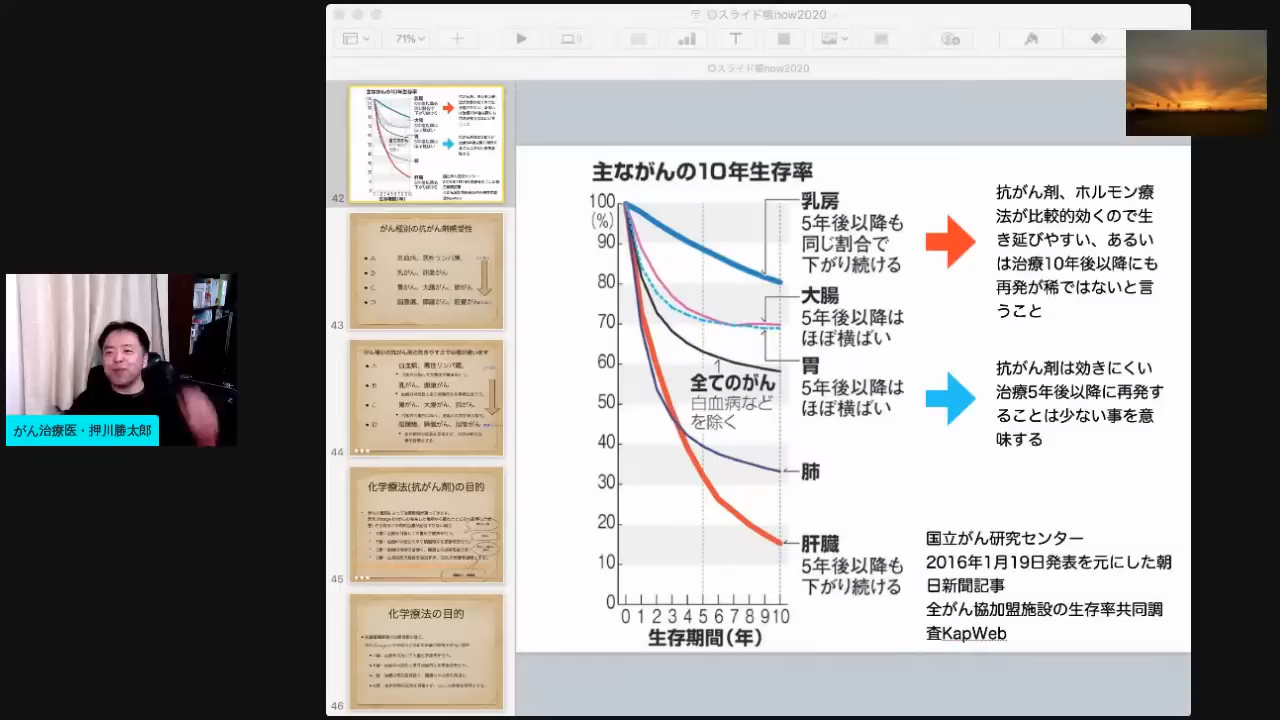 スライド集now2020
71%
スライド集now2020
主ながんの10年生存率
42
がん種別の抗がん剤感受性
43
44
化学療法(抗がん剤)の目的
45
化学療法の目的
46
主ながんの10年生存率
100
(%)
90
80
70
60
50
40
30
20
10
0
0 1 2 3 4 5 6 7 8 9 10
生存期間(年)
乳房
5年後以降も
同じ割合で
下がり続ける
大腸
5年後以降は
ほぼ横ばい
胃
5年後以降は
ほぼ横ばい
全てのがん
白血病など
を除く
肺
肝臓
5年後以降も
下がり続ける
抗がん剤、ホルモン療
法が比較的効くので生
き延びやすい、あるい
は治療10年後以降にも
再発が稀ではないと言
うこと
抗がん剤は効きにくい
治療5年後以降に再発す
ることは少ない事を意
味する
国立がん研究センター
2016年1月19日発表を元にした朝
日新聞記事
全がん協加盟施設の生存率共同調
査KapWeb
がん治療医・押川勝太郎